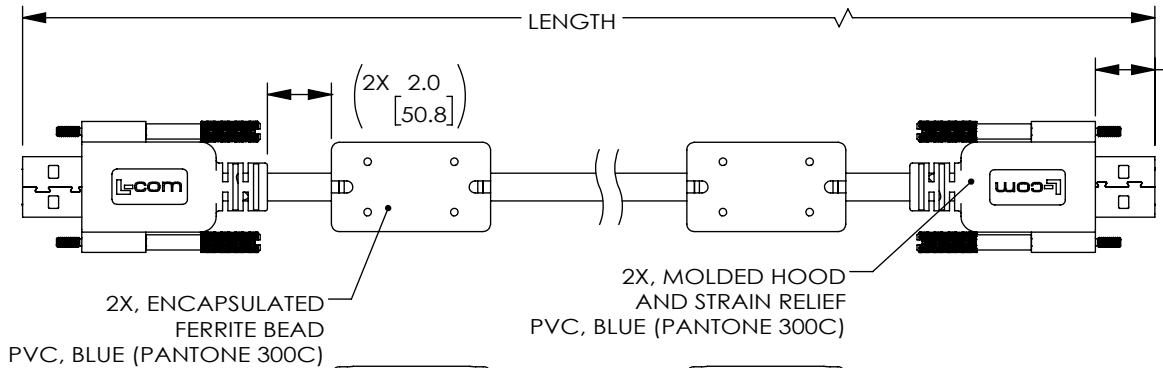 LENGTH
2X 2.0
[50.8]
L-com
L-com
2X, ENCAPSULATED
FERRITE BEAD
PVC, BLUE (PANTONE 300C)
2X, MOLDED HOOD
AND STRAIN RELIEF
PVC, BLUE (PANTONE 300C)